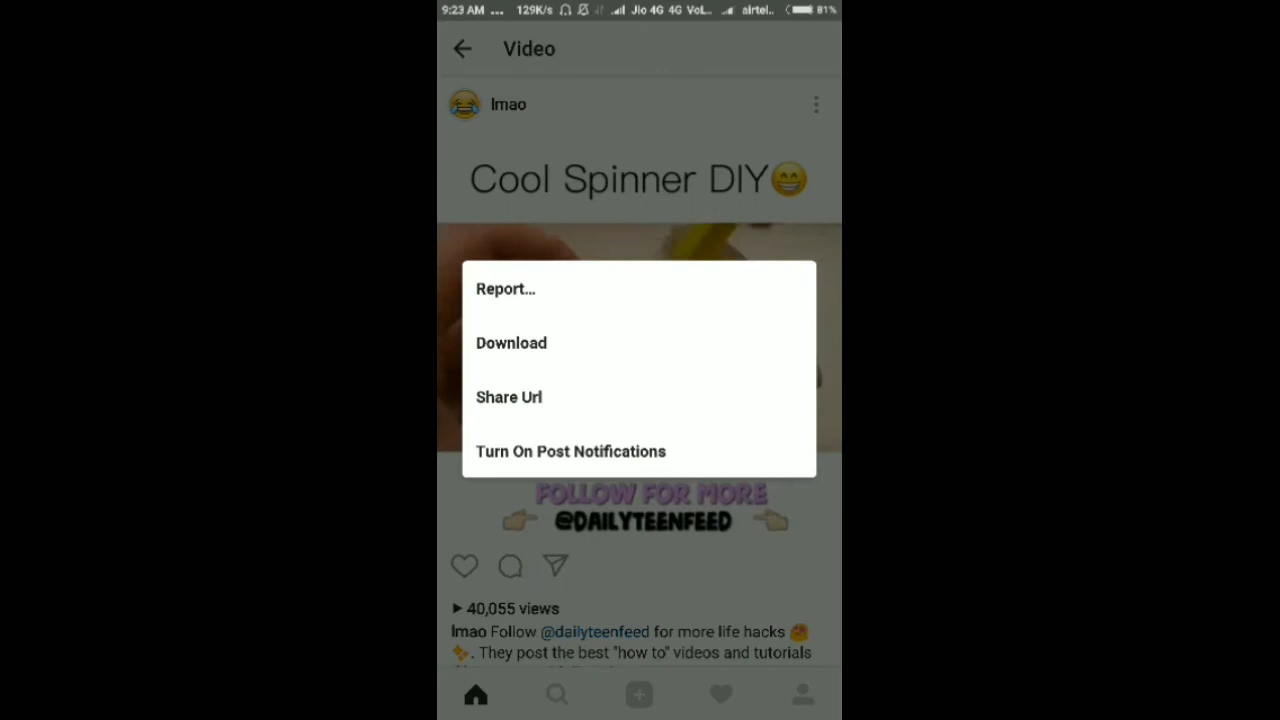 9:23 AM ... 129K/s Jio 4G 4G VoL... airtel.. 81%
Video
lmao
Cool Spinner DIY😁
Report...
Download
Share Url
Turn On Post Notifications
FOLLOW FOR MORE
👉 @DAILYTEENFEED 👈
40,055 views
lmao Follow @dailyteenfeed for more life hacks 😍
✨. They post the best "how to" videos and tutorials